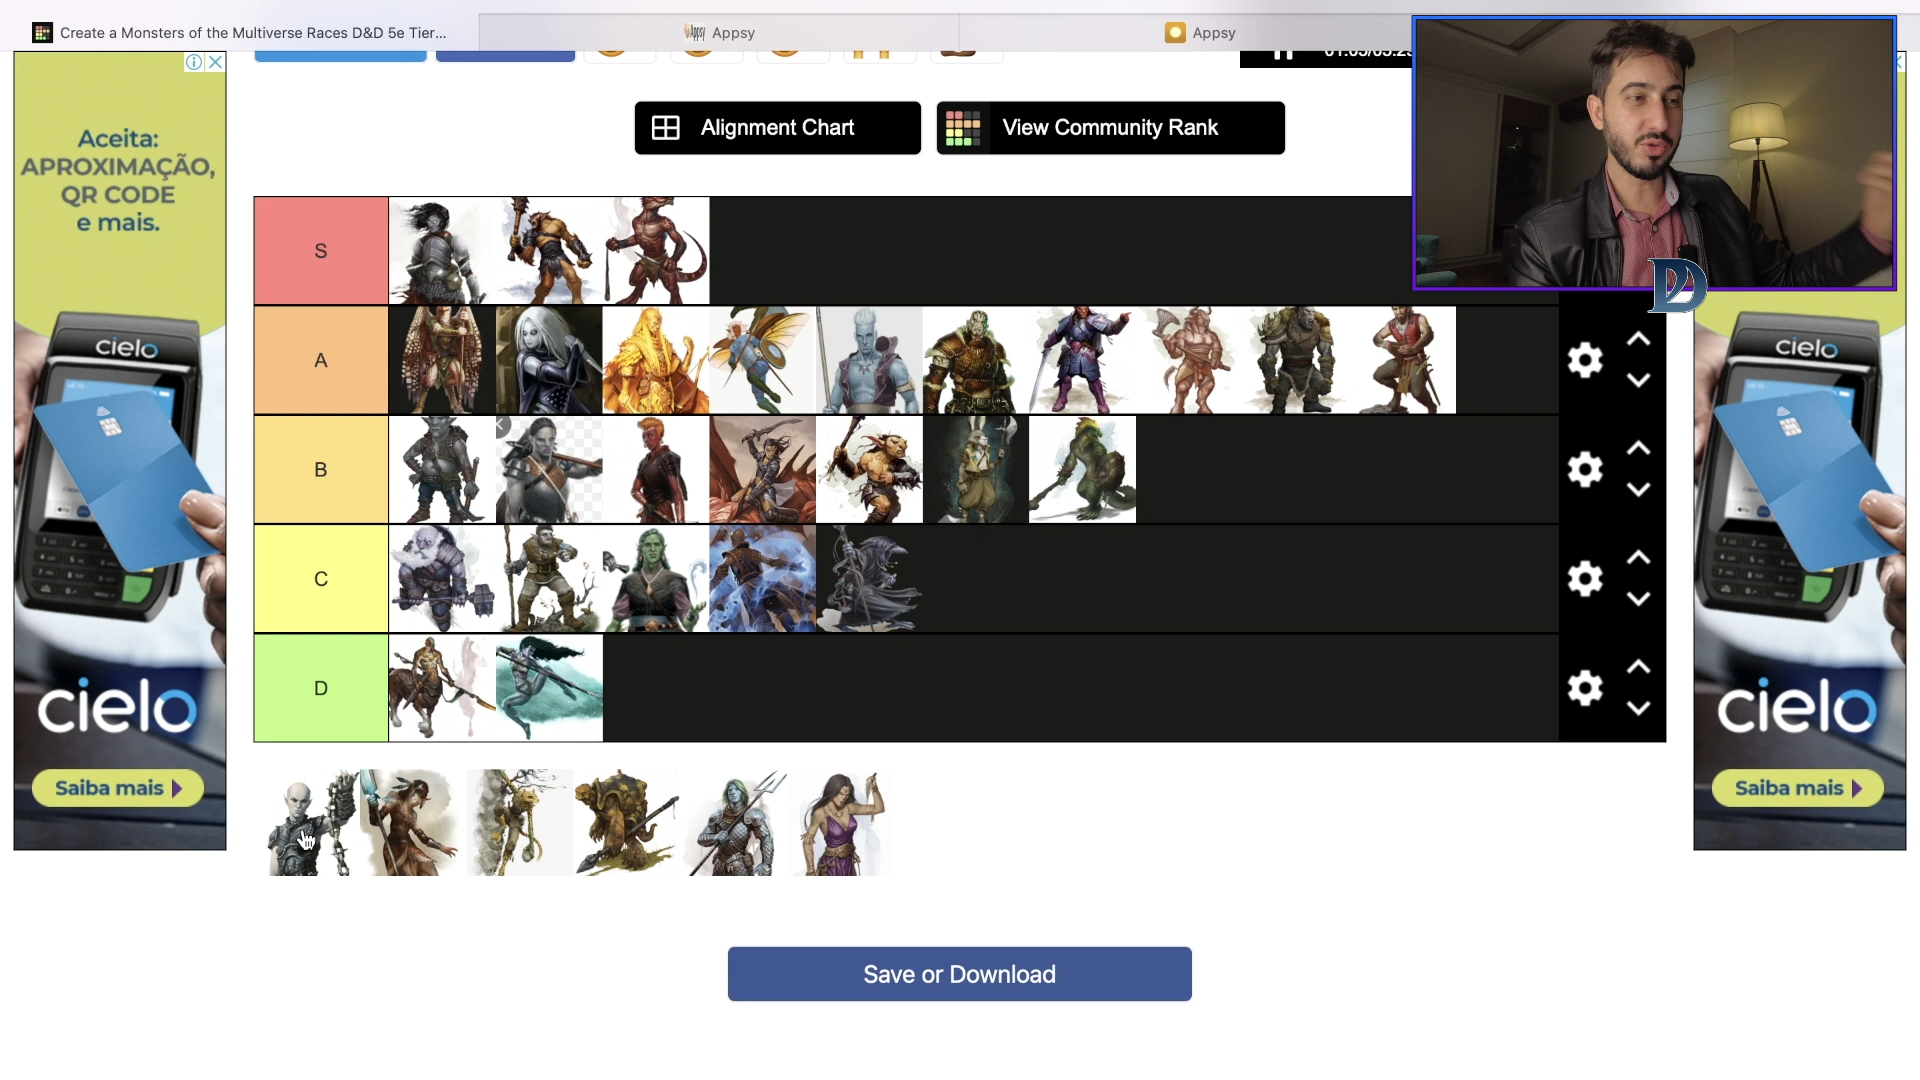 Create a Monsters of the Multiverse Races D&D 5e Tier...
Appsy
Appsy
Aceita:
APROXIMAÇÃO,
QR CODE
e mais.
cielo
cielo
Saiba mais
Alignment Chart
View Community Rank
S
A
B
C
D
Save or Download
cielo
cielo
Saiba mais